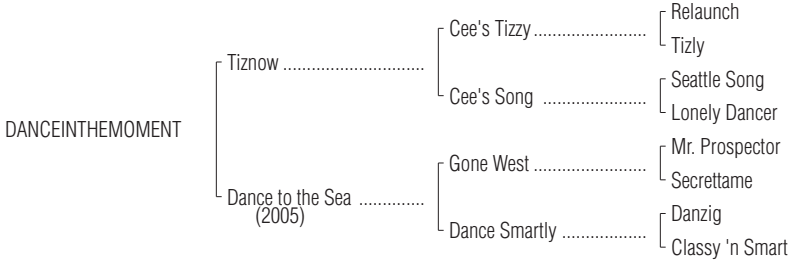 Relaunch
Cee's Tizzy ........................
Tizly
Tiznow ..............................
Seattle Song
Cee's Song ......................
Lonely Dancer
DANCEINTHEMOMENT
Mr. Prospector
Gone West ........................
Secrettame
Dance to the Sea ..............
(2005)
Danzig
Dance Smartly ..................
Classy 'n Smart